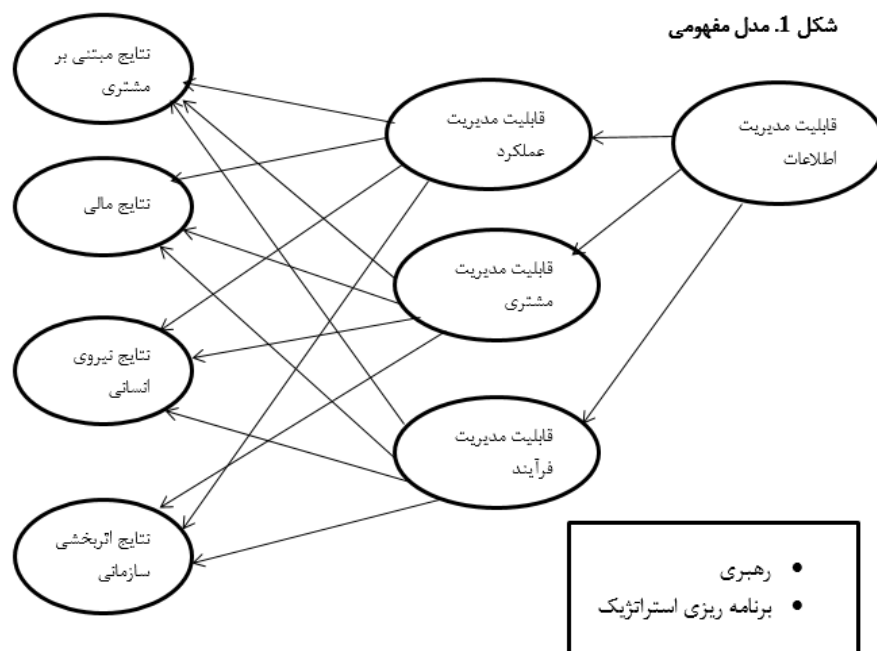 شکل 1. مدل مفهومی
قابلیت مدیریت
اطلاعات
قابلیت مدیریت
عملکرد
قابلیت مدیریت
مشتری
قابلیت مدیریت
فرآیند
نتایج مبتنی بر
مشتری
نتایج مالی
نتایج نیروی
انسانی
نتایج اثربخشی
سازمانی
• رهبری
• برنامه ریزی استراتژیک